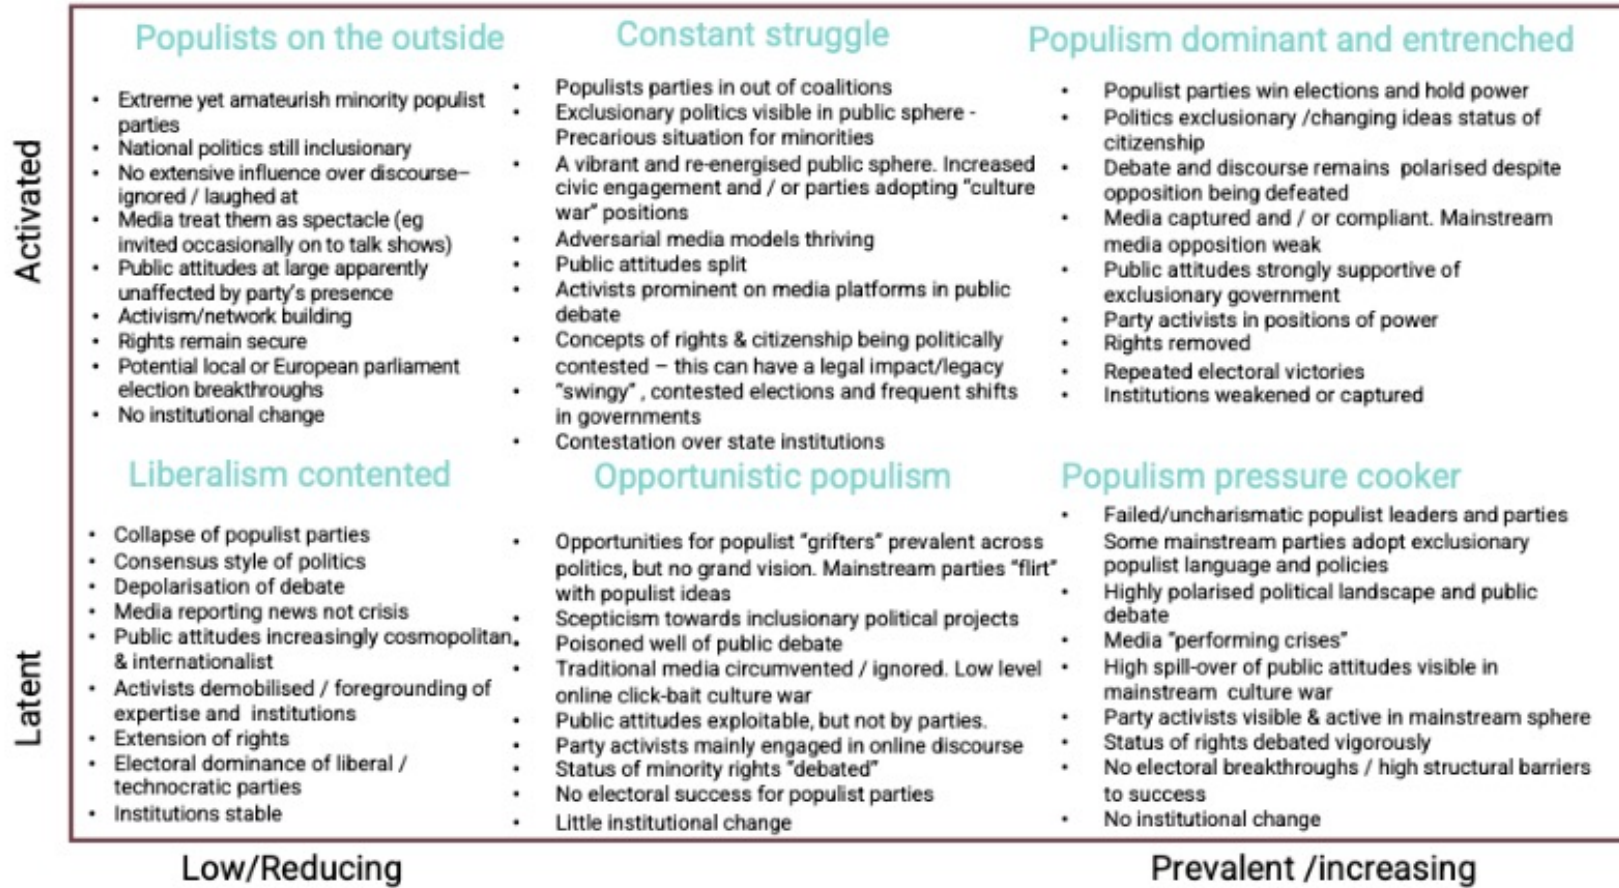 Activated
Populists on the outside
• Extreme yet amateurish minority populist
parties
• National politics still inclusionary
• No extensive influence over discourse–
ignored / laughed at
• Media treat them as spectacle (eg
invited occasionally on to talk shows)
• Public attitudes at large apparently
unaffected by party's presence
• Activism/network building
• Rights remain secure
• Potential local or European parliament
election breakthroughs
• No institutional change
Constant struggle
• Populists parties in out of coalitions
• Exclusionary politics visible in public sphere -
Precarious situation for minorities
• A vibrant and re-energised public sphere. Increased
civic engagement and / or parties adopting “culture
war” positions
• Adversarial media models thriving
• Public attitudes split
• Activists prominent on media platforms in public
debate
• Concepts of rights & citizenship being politically
contested – this can have a legal impact/legacy
• “swingy” , contested elections and frequent shifts
in governments
• Contestation over state institutions
Populism dominant and entrenched
• Populist parties win elections and hold power
• Politics exclusionary /changing ideas status of
citizenship
• Debate and discourse remains polarised despite
opposition being defeated
• Media captured and / or compliant. Mainstream
media opposition weak
• Public attitudes strongly supportive of
exclusionary government
• Party activists in positions of power
• Rights removed
• Repeated electoral victories
• Institutions weakened or captured
Latent
Liberalism contented
• Collapse of populist parties
• Consensus style of politics
• Depolarisation of debate
• Media reporting news not crisis
• Public attitudes increasingly cosmopolitan
& internationalist
• Activists demobilised / foregrounding of
expertise and institutions
• Extension of rights
• Electoral dominance of liberal /
technocratic parties
• Institutions stable
Opportunistic populism
• Opportunities for populist “grifters” prevalent across
politics, but no grand vision. Mainstream parties “flirt”
with populist ideas
• Scepticism towards inclusionary political projects
• Poisoned well of public debate
• Traditional media circumvented / ignored. Low level
online click-bait culture war
• Public attitudes exploitable, but not by parties.
• Party activists mainly engaged in online discourse
• Status of minority rights “debated”
• No electoral success for populist parties
• Little institutional change
Populism pressure cooker
• Failed/uncharismatic populist leaders and parties
Some mainstream parties adopt exclusionary
populist language and policies
• Highly polarised political landscape and public
debate
• Media “performing crises”
• High spill-over of public attitudes visible in
mainstream culture war
• Party activists visible & active in mainstream sphere
• Status of rights debated vigorously
• No electoral breakthroughs / high structural barriers
to success
• No institutional change
Low/Reducing
Prevalent /increasing